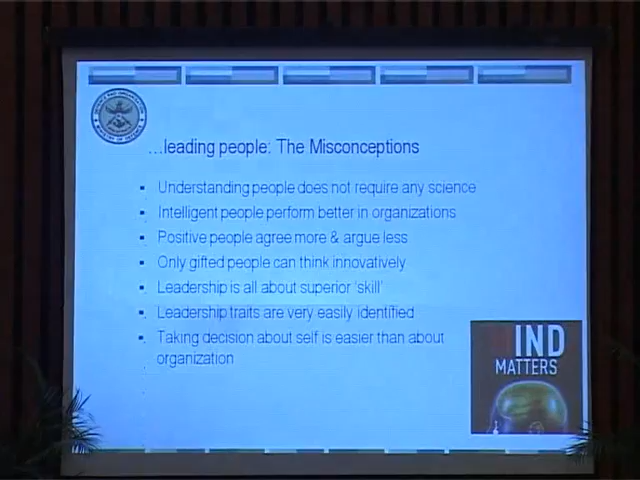 ...leading people: The Misconceptions
Understanding people does not require any science
Intelligent people perform better in organizations
Positive people agree more & argue less
Only gifted people can think innovatively
Leadership is all about superior 'skill'
Leadership traits are very easily identified
Taking decision about self is easier than about
organization
IND
MATTERS